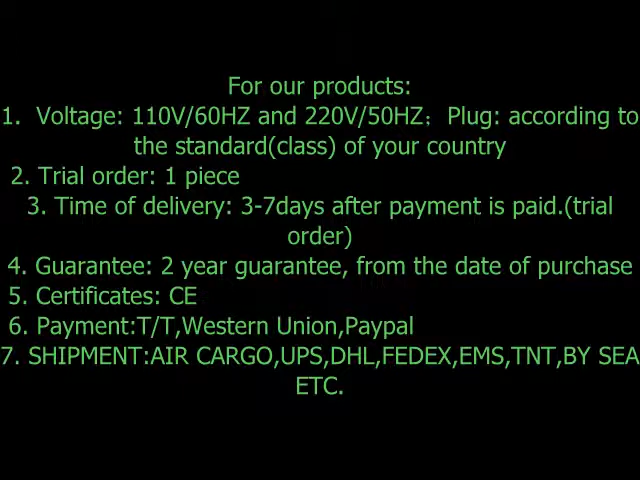 For our products:
1.  Voltage: 110V/60HZ and 220V/50HZ；Plug: according to
the standard(class) of your country
2. Trial order: 1 piece
3. Time of delivery: 3-7days after payment is paid.(trial
order)
4. Guarantee: 2 year guarantee, from the date of purchase
5. Certificates: CE
6. Payment:T/T,Western Union,Paypal
7. SHIPMENT:AIR CARGO,UPS,DHL,FEDEX,EMS,TNT,BY SEA
ETC.